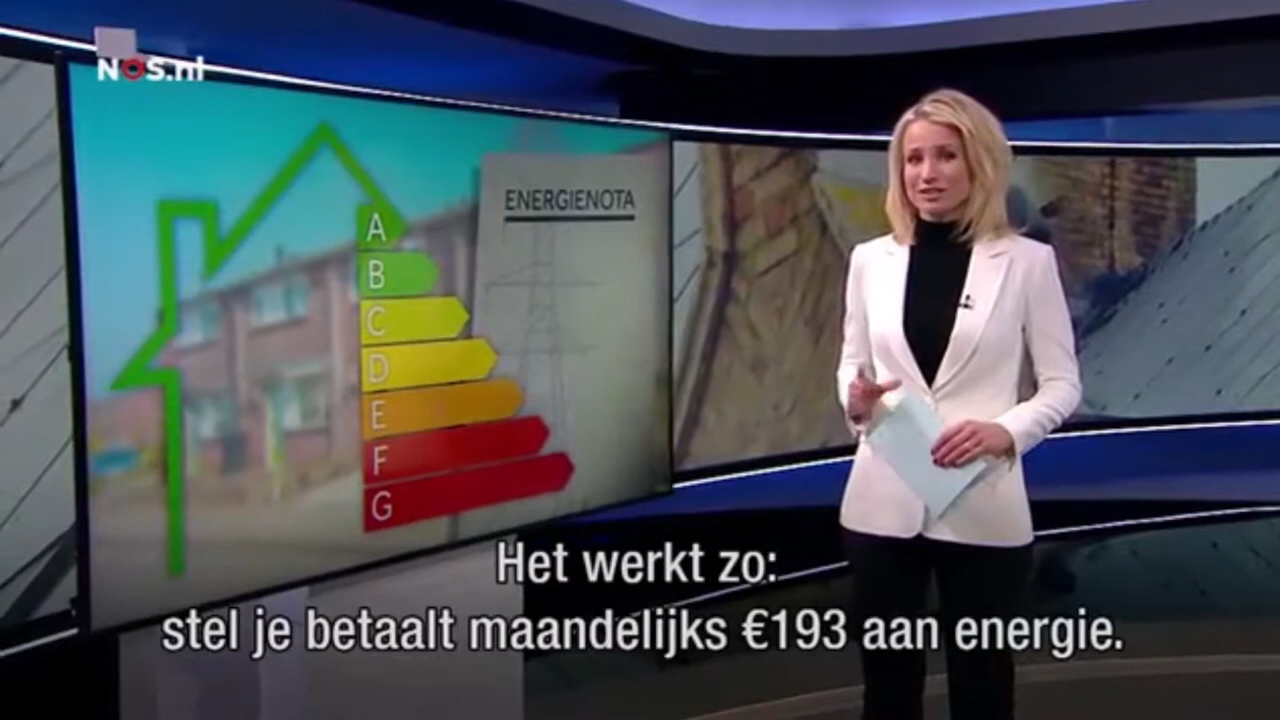 NOS.nl
ENERGIENOTA
A
B
C
D
E
F
G
Het werkt zo:
stel je betaalt maandelijks €193 aan energie.